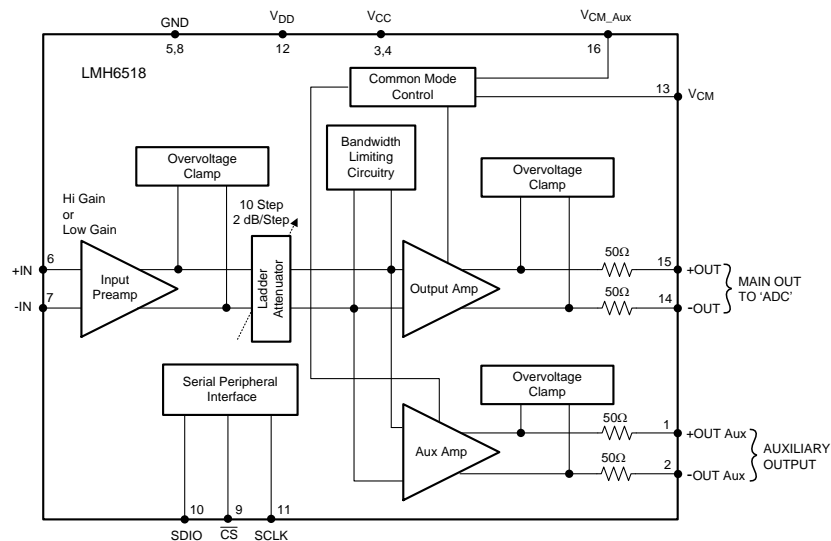 GND
5,8
VDD
12
VCC
3,4
VCM_Aux
16
LMH6518
Common Mode
Control
13
VCM
Overvoltage
Clamp
Bandwidth
Limiting
Circuitry
Overvoltage
Clamp
Hi Gain
or
Low Gain
10 Step
2 dB/Step
+IN
6
-IN
7
Input
Preamp
Ladder
Attenuator
Output Amp
50Ω
15
+OUT
50Ω
14
-OUT
MAIN OUT
TO ‘ADC’
Serial Peripheral
Interface
Overvoltage
Clamp
Aux Amp
50Ω
1
+OUT Aux
50Ω
2
-OUT Aux
AUXILIARY
OUTPUT
10
9
11
SDIO
CS
SCLK